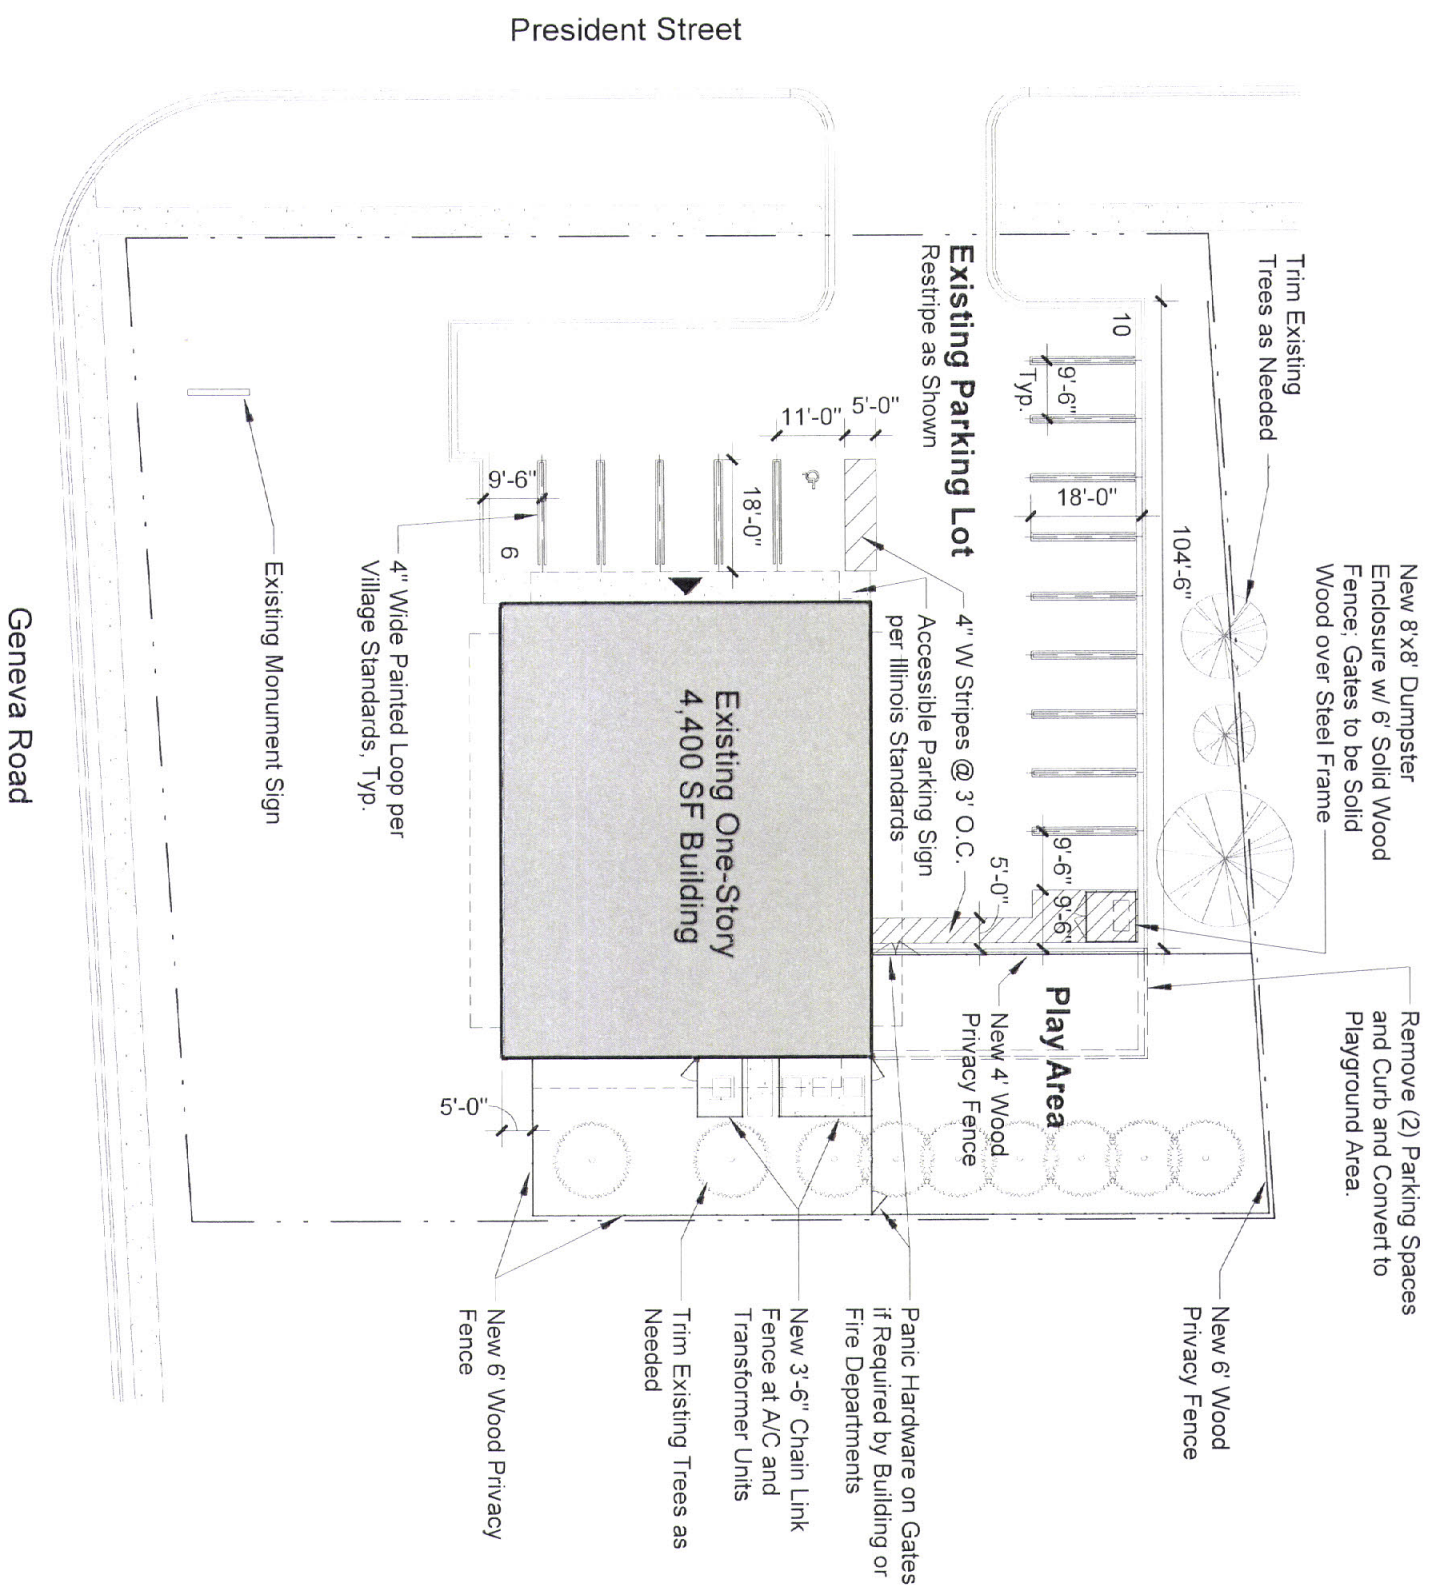 President Street
Trim Existing
Trees as Needed
New 8'x8' Dumpster
Enclosure w/ 6' Solid Wood
Fence; Gates to be Solid
Wood over Steel Frame
Remove (2) Parking Spaces
and Curb and Convert to
Playground Area.
New 6' Wood
Privacy Fence
10
9'-6"
Typ.
18'-0"
104'-6"
9'-6"
9'-6"
5'-0"
Existing Parking Lot
Restripe as Shown
5'-0"
11'-0"
18'-0"
9'-6"
6
4" W Stripes @ 3' O.C.
Accessible Parking Sign
per Illinois Standards
Play Area
New 4' Wood
Privacy Fence
Existing One-Story
4,400 SF Building
4" Wide Painted Loop per
Village Standards, Typ.
Existing Monument Sign
5'-0"
Panic Hardware on Gates
if Required by Building or
Fire Departments
New 3'-6" Chain Link
Fence at A/C and
Transformer Units
Trim Existing Trees as
Needed
New 6' Wood Privacy
Fence
Geneva Road